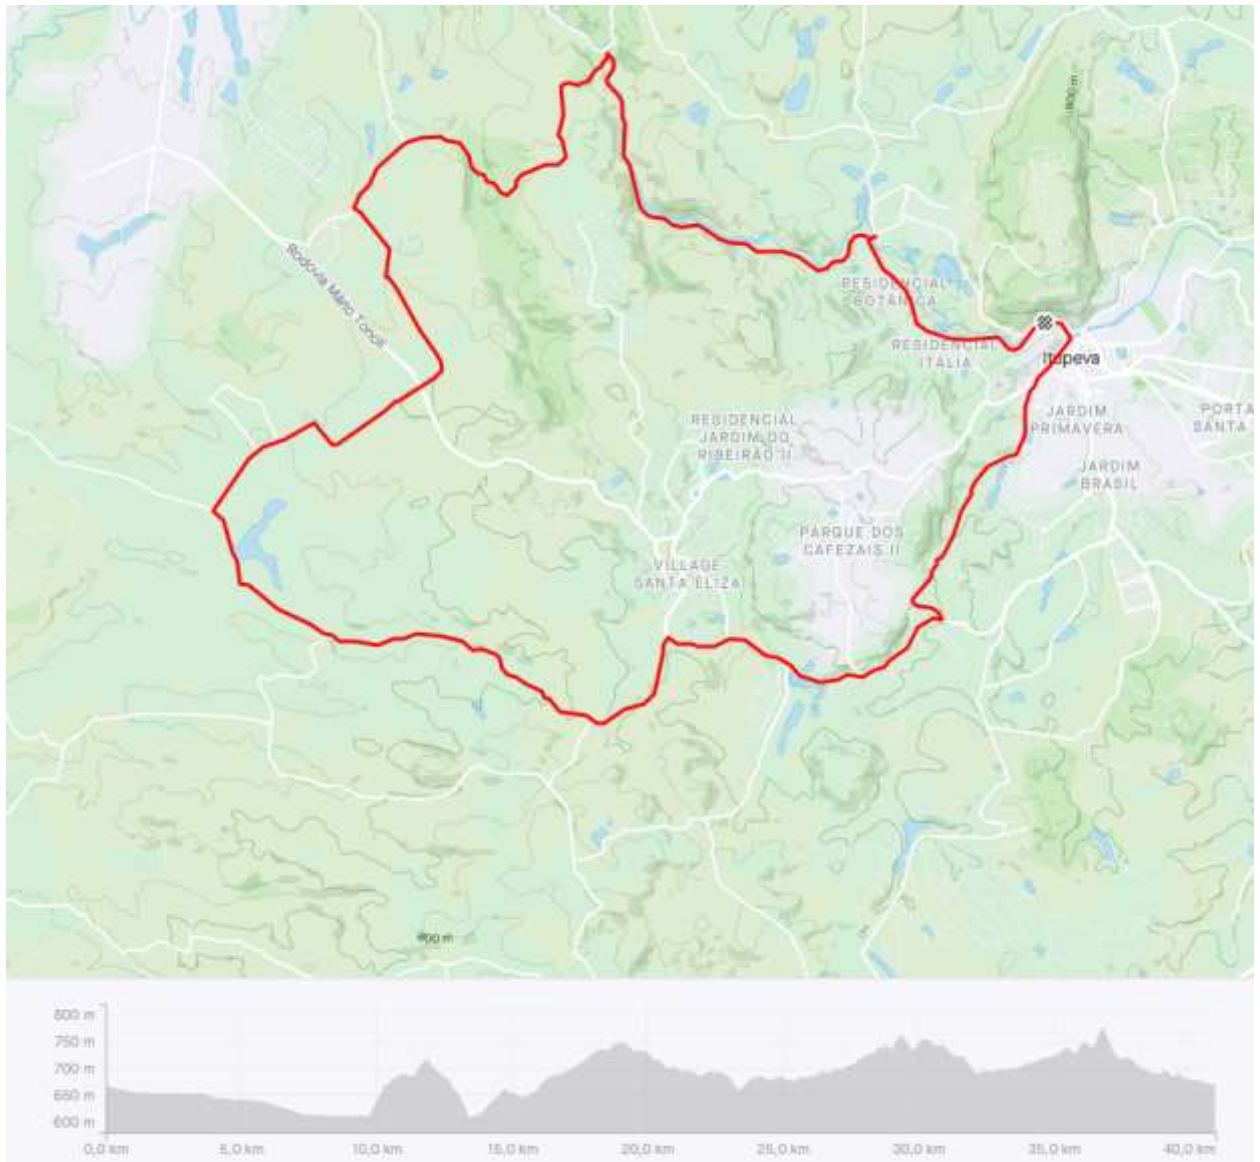 800 m
Rodovia Mário Tonolli
RESIDENCIAL
BOTÂNICA
RESIDENCIAL
ITÁLIA
Itupeva
JARDIM
PRIMAVERA
PORTA
SANTA
JARDIM
BRASIL
RESIDENCIAL
JARDIM DO
RIBEIRÃO II
PARQUE DOS
CAFEZAIS II
VILLAGE
SANTA ELIZA
800 m
750 m
700 m
650 m
600 m
0,0 km
5,0 km
10,0 km
15,0 km
20,0 km
25,0 km
30,0 km
35,0 km
40,0 km